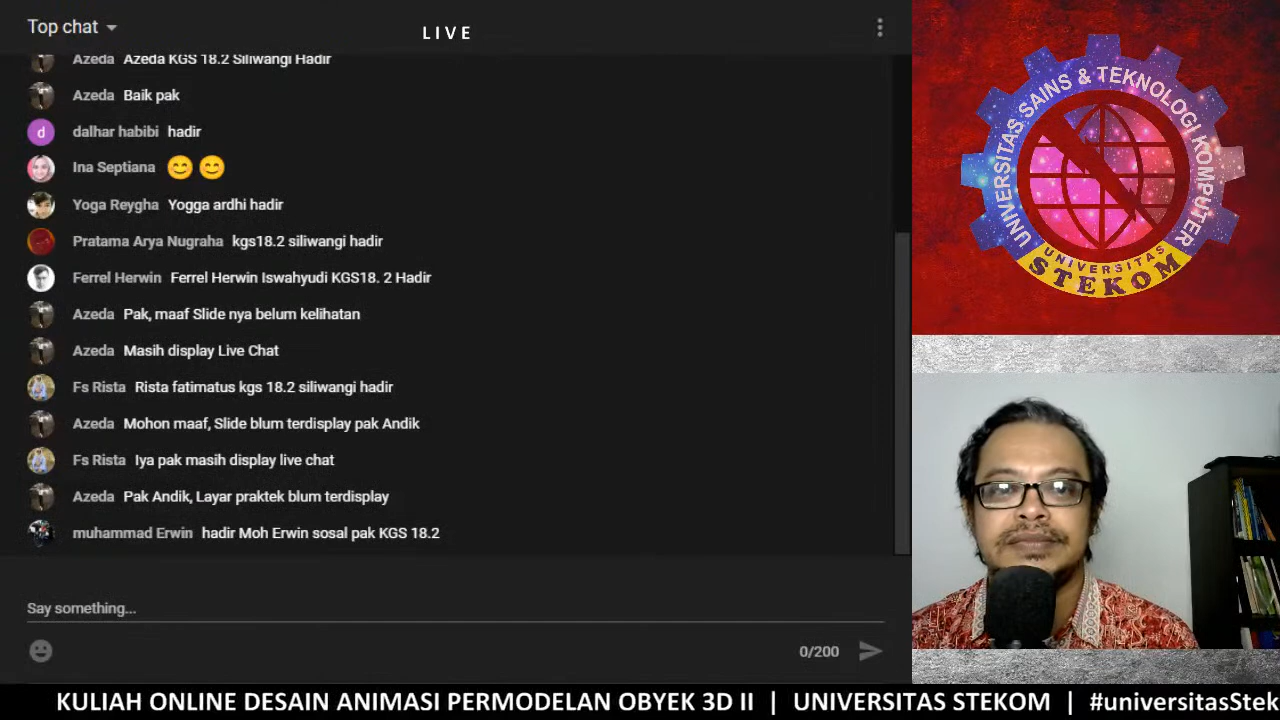 Top chat
LIVE
Azeda Azeda KGS 18.2 Siliwangi Hadir
Azeda Baik pak
d dalhar habibi hadir
Ina Septiana 😊 😊
Yoga Reygha Yogga ardhi hadir
Pratama Arya Nugraha kgs18.2 siliwangi hadir
Ferrel Herwin Ferrel Herwin Iswahyudi KGS18. 2 Hadir
Azeda Pak, maaf Slide nya belum kelihatan
Azeda Masih display Live Chat
Fs Rista Rista fatimatus kgs 18.2 siliwangi hadir
Azeda Mohon maaf, Slide blum terdisplay pak Andik
Fs Rista Iya pak masih display live chat
Azeda Pak Andik, Layar praktek blum terdisplay
muhammad Erwin hadir Moh Erwin sosal pak KGS 18.2
Say something...
0/200
UNIVERSITAS SAINS & TEKNOLOGI KOMPUTER
UNIVERSITAS
STEKOM
KULIAH ONLINE DESAIN ANIMASI PERMODELAN OBYEK 3D II | UNIVERSITAS STEKOM | #universitasStek